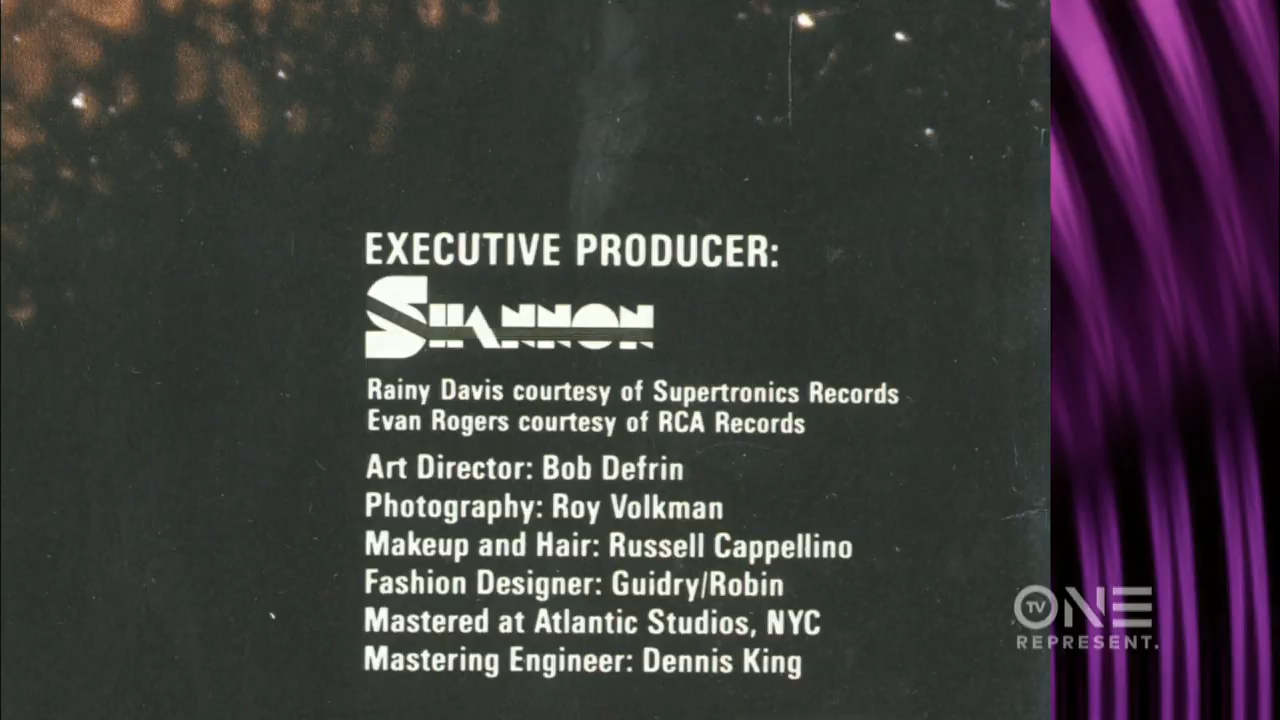 EXECUTIVE PRODUCER:
SHANNON
Rainy Davis courtesy of Supertronics Records
Evan Rogers courtesy of RCA Records
Art Director: Bob Defrin
Photography: Roy Volkman
Makeup and Hair: Russell Cappellino
Fashion Designer: Guidry/Robin
Mastered at Atlantic Studios, NYC
Mastering Engineer: Dennis King
TV ONE
REPRESENT.